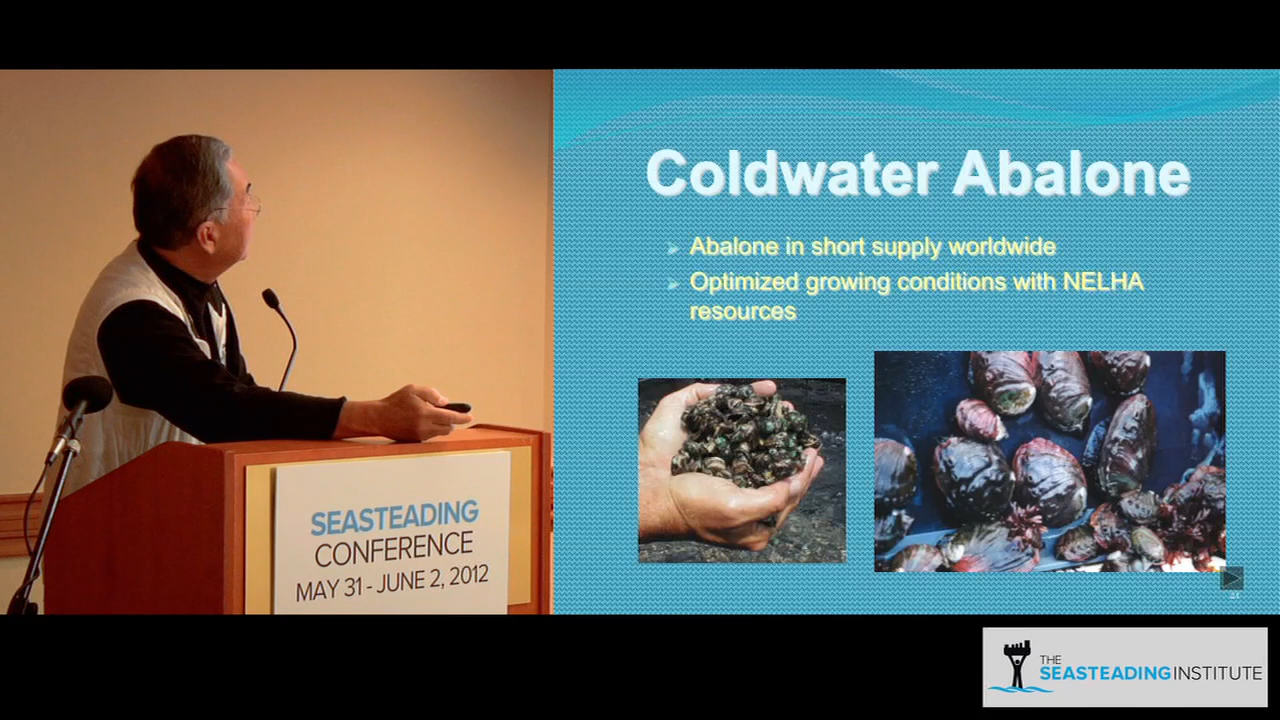 Coldwater Abalone
Abalone in short supply worldwide
Optimized growing conditions with NELHA
resources
SEASTEADING
CONFERENCE
MAY 31 - JUNE 2, 2012
31
THE
SEASTEADING INSTITUTE